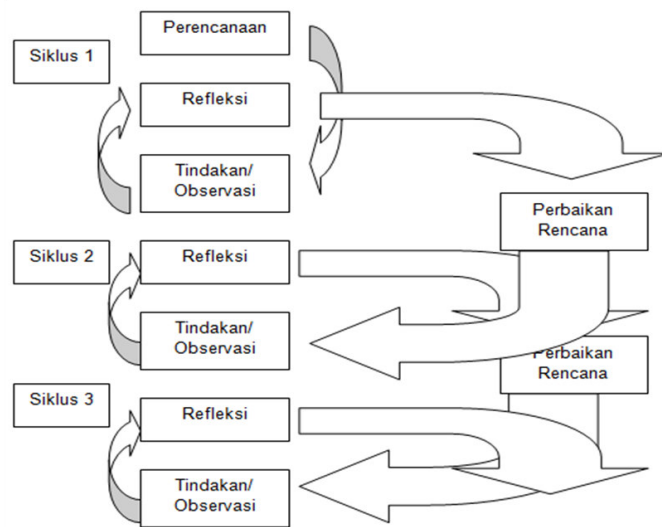 Perencanaan
Siklus 1
Refleksi
Tindakan/
Observasi
Perbaikan
Rencana
Siklus 2
Refleksi
Tindakan/
Observasi
Perbaikan
Rencana
Siklus 3
Refleksi
Tindakan/
Observasi